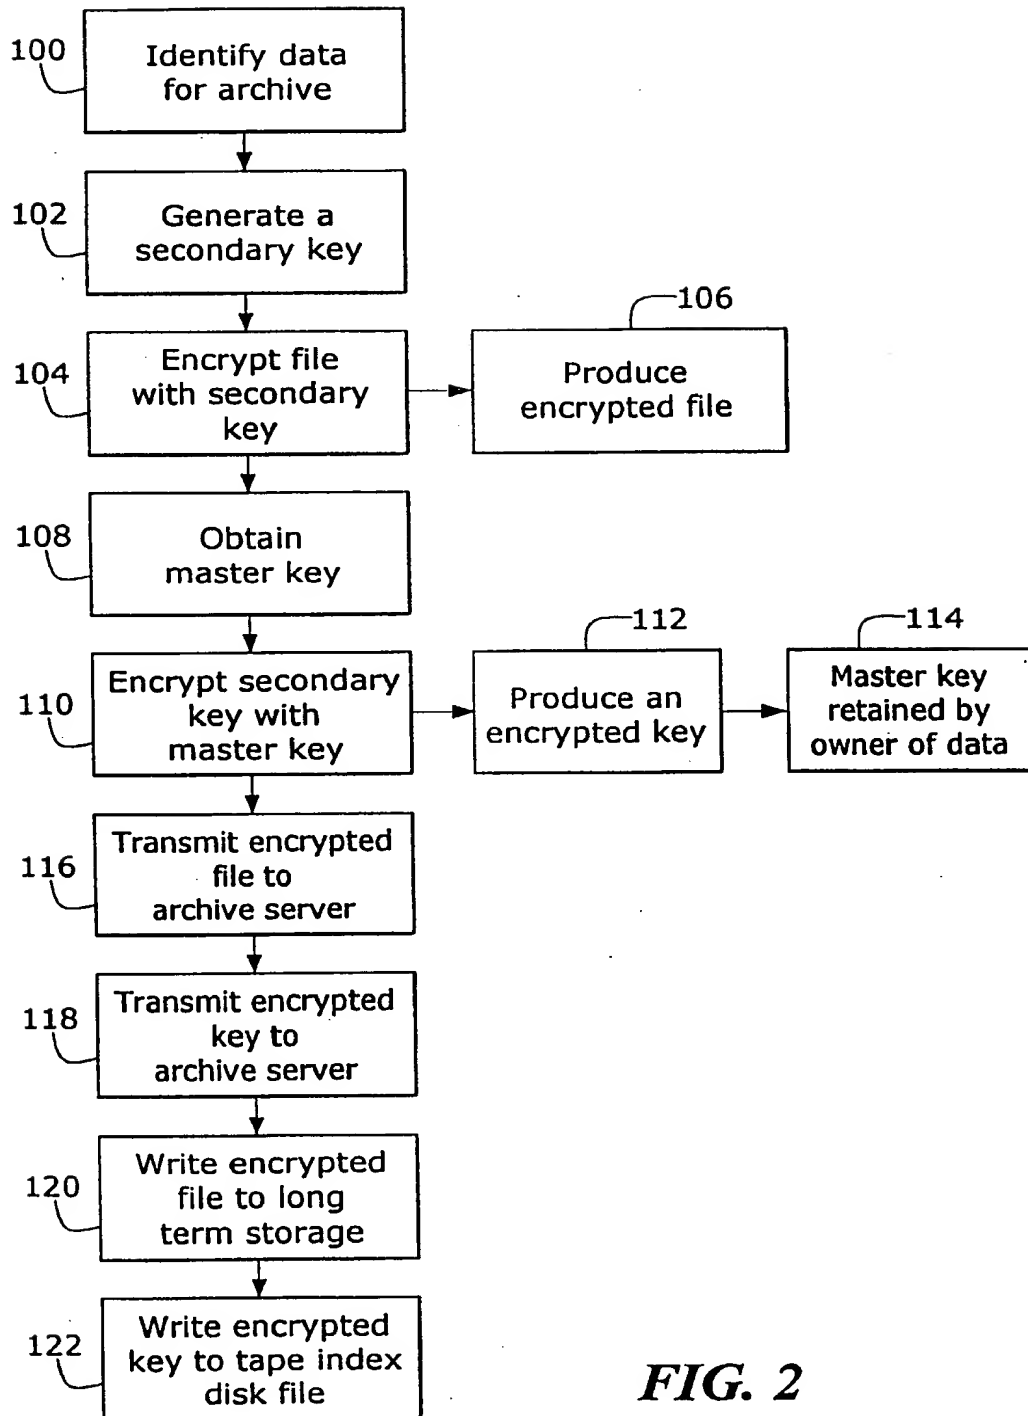 100
Identify data
for archive
102
Generate a
secondary key
106
104
Encrypt file
with secondary
key
Produce
encrypted file
108
Obtain
master key
112
114
110
Encrypt secondary
key with
master key
Produce an
encrypted key
Master key
retained by
owner of data
116
Transmit encrypted
file to
archive server
118
Transmit encrypted
key to
archive server
120
Write encrypted
file to long
term storage
122
Write encrypted
key to tape index
disk file
FIG. 2